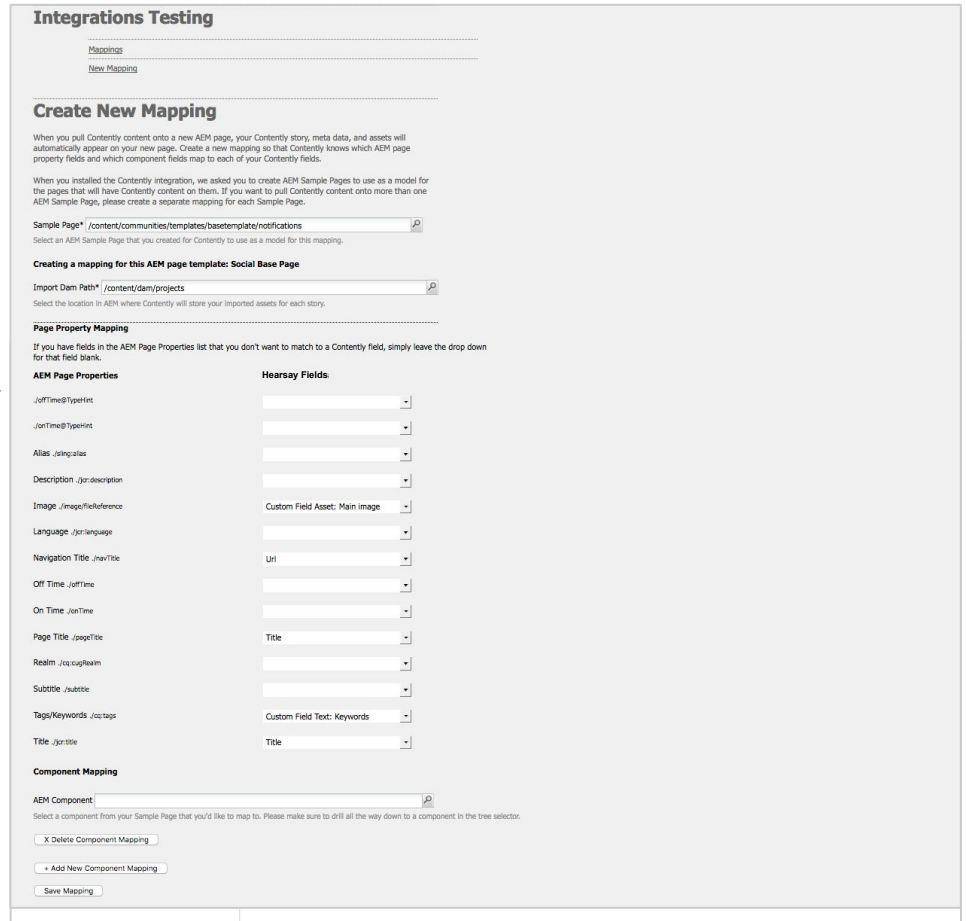 Integrations Testing
Mappings
New Mapping
Create New Mapping
When you pull Contently content onto a new AEM page, your Contently story, meta data, and assets will
automatically appear on your new page. Create a new mapping so that Contently knows which AEM page
property fields and which component fields map to each of your Contently fields.
When you installed the Contently integration, we asked you to create AEM Sample Pages to use as a model for
the pages that will have Contently content on them. If you want to pull Contently content onto more than one
AEM Sample Page, please create a separate mapping for each Sample Page.
Sample Page* /content/communities/templates/basetemplate/notifications
Select an AEM Sample Page that you created for Contently to use as a model for this mapping.
Creating a mapping for this AEM page template: Social Base Page
Import Dam Path* /content/dam/projects
Select the location in AEM where Contently will store your imported assets for each story.
Page Property Mapping
If you have fields in the AEM Page Properties list that you don't want to match to a Contently field, simply leave the drop down
for that field blank.
AEM Page Properties Hearsay Fields
./offTime@TypeHint
./onTime@TypeHint
Alias ./sling:alias
Description ./jcr:description
Image ./image/fileReference Custom Field Asset: Main image
Language ./jcr:language
Navigation Title ./navTitle Url
Off Time ./offTime
On Time ./onTime
Page Title ./pageTitle Title
Realm ./cq:cugRealm
Subtitle ./subtitle
Tags/Keywords ./cq:tags Custom Field Text: Keywords
Title ./jcr:title Title
Component Mapping
AEM Component
Select a component from your Sample Page that you'd like to map to. Please make sure to drill all the way down to a component in the tree selector.
X Delete Component Mapping
+ Add New Component Mapping
Save Mapping